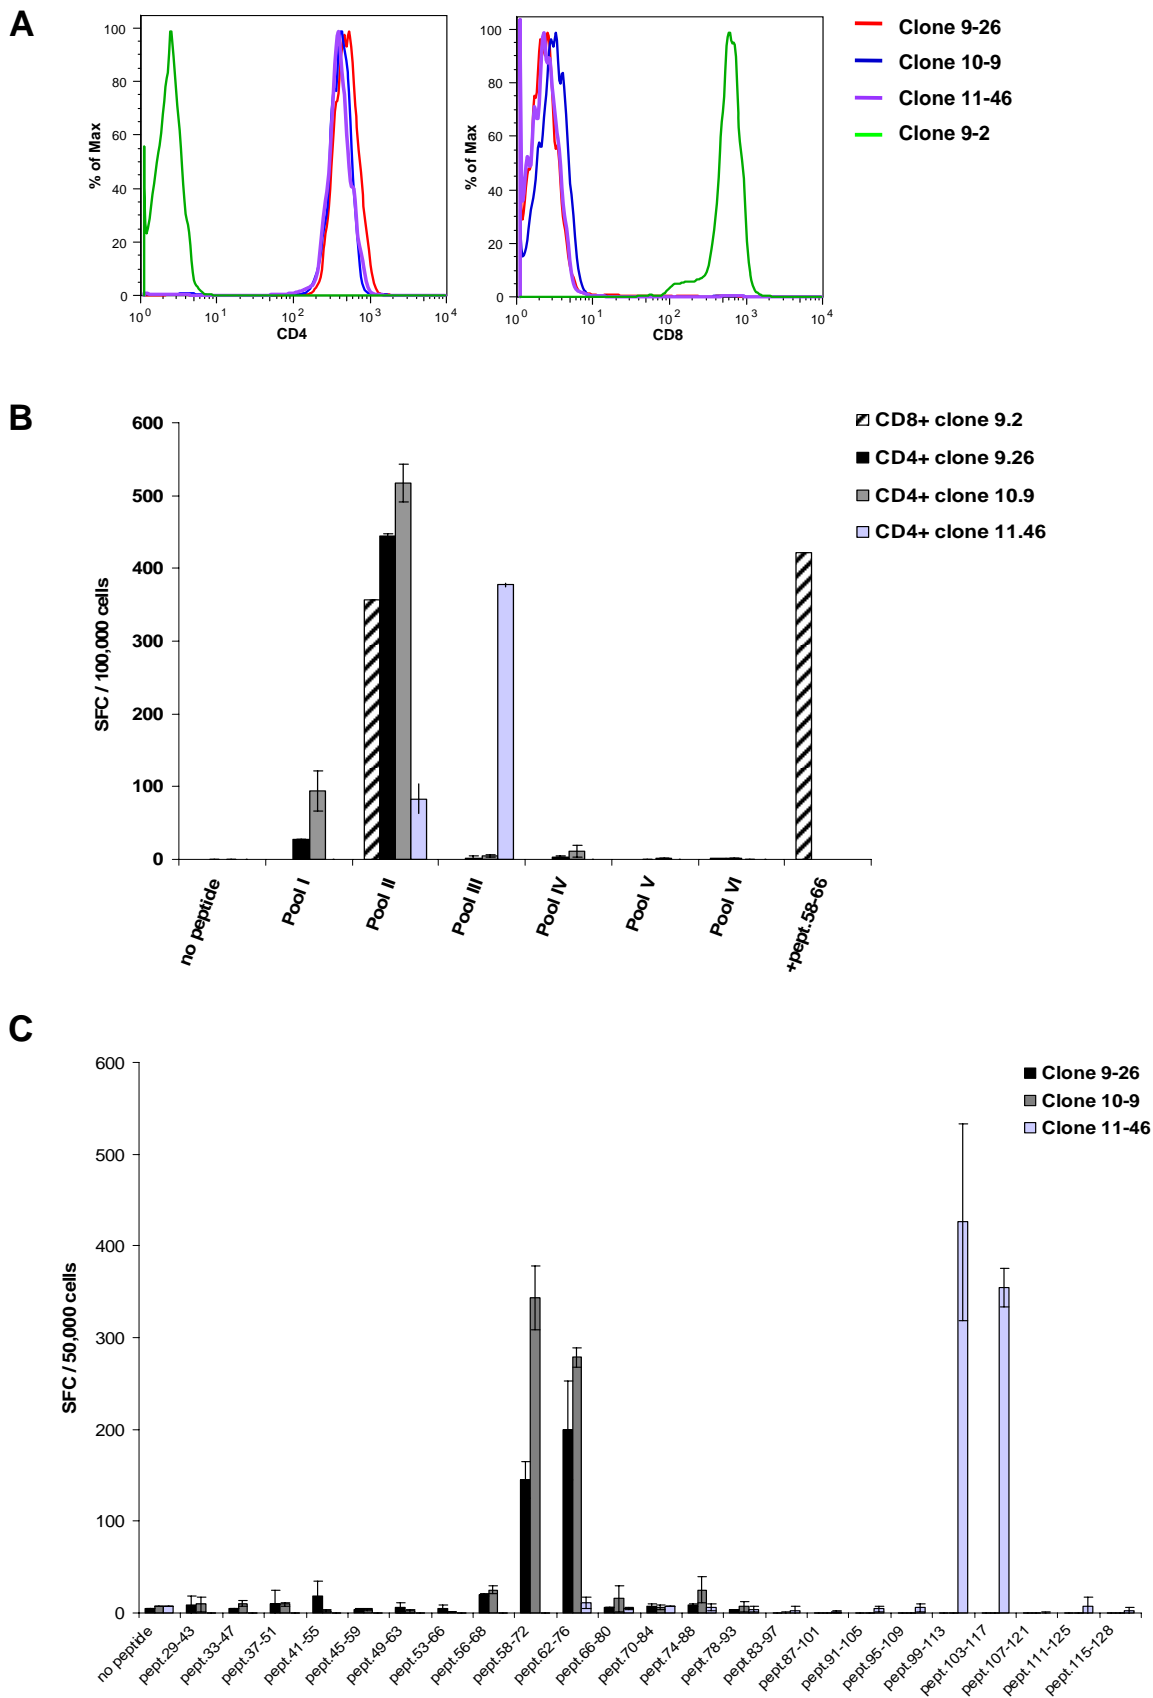 A
% of Max
100
80
60
40
20
0
10^0 10^1 10^2 10^3 10^4
CD4
% of Max
100
80
60
40
20
0
10^0 10^1 10^2 10^3 10^4
CD8
Clone 9-26
Clone 10-9
Clone 11-46
Clone 9-2
B
SFC / 100,000 cells
600
500
400
300
200
100
0
no peptide
Pool I
Pool II
Pool III
Pool IV
Pool V
Pool VI
+pept.58-66
CD8+ clone 9.2
CD4+ clone 9.26
CD4+ clone 10.9
CD4+ clone 11.46
C
SFC / 50,000 cells
600
500
400
300
200
100
0
no peptide
pept.29-43
pept.33-47
pept.37-51
pept.41-55
pept.45-59
pept.49-63
pept.53-66
pept.56-68
pept.58-72
pept.62-76
pept.66-80
pept.70-84
pept.74-88
pept.78-93
pept.83-97
pept.87-101
pept.91-105
pept.95-109
pept.99-113
pept.103-117
pept.107-121
pept.111-125
pept.115-128
Clone 9-26
Clone 10-9
Clone 11-46